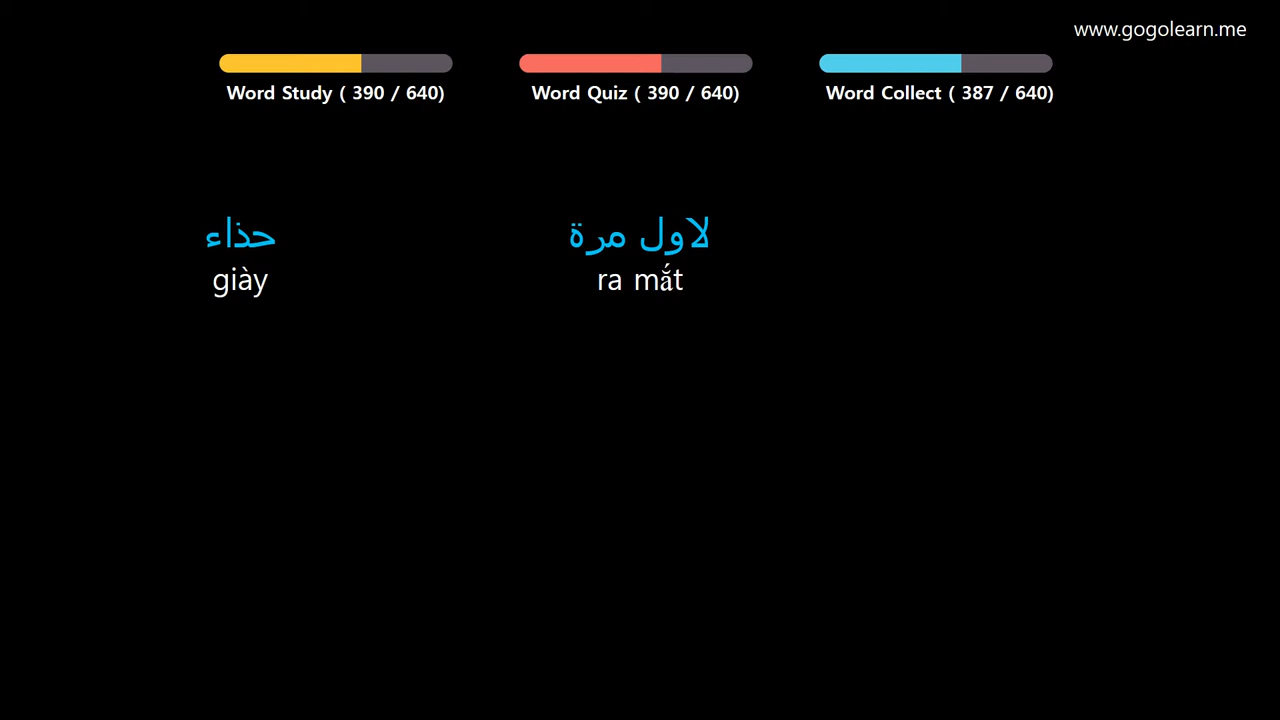 www.gogolearn.me
Word Study ( 390 / 640)
Word Quiz ( 390 / 640)
Word Collect ( 387 / 640)
حذاء
giày
لاول مرة
ra mắt